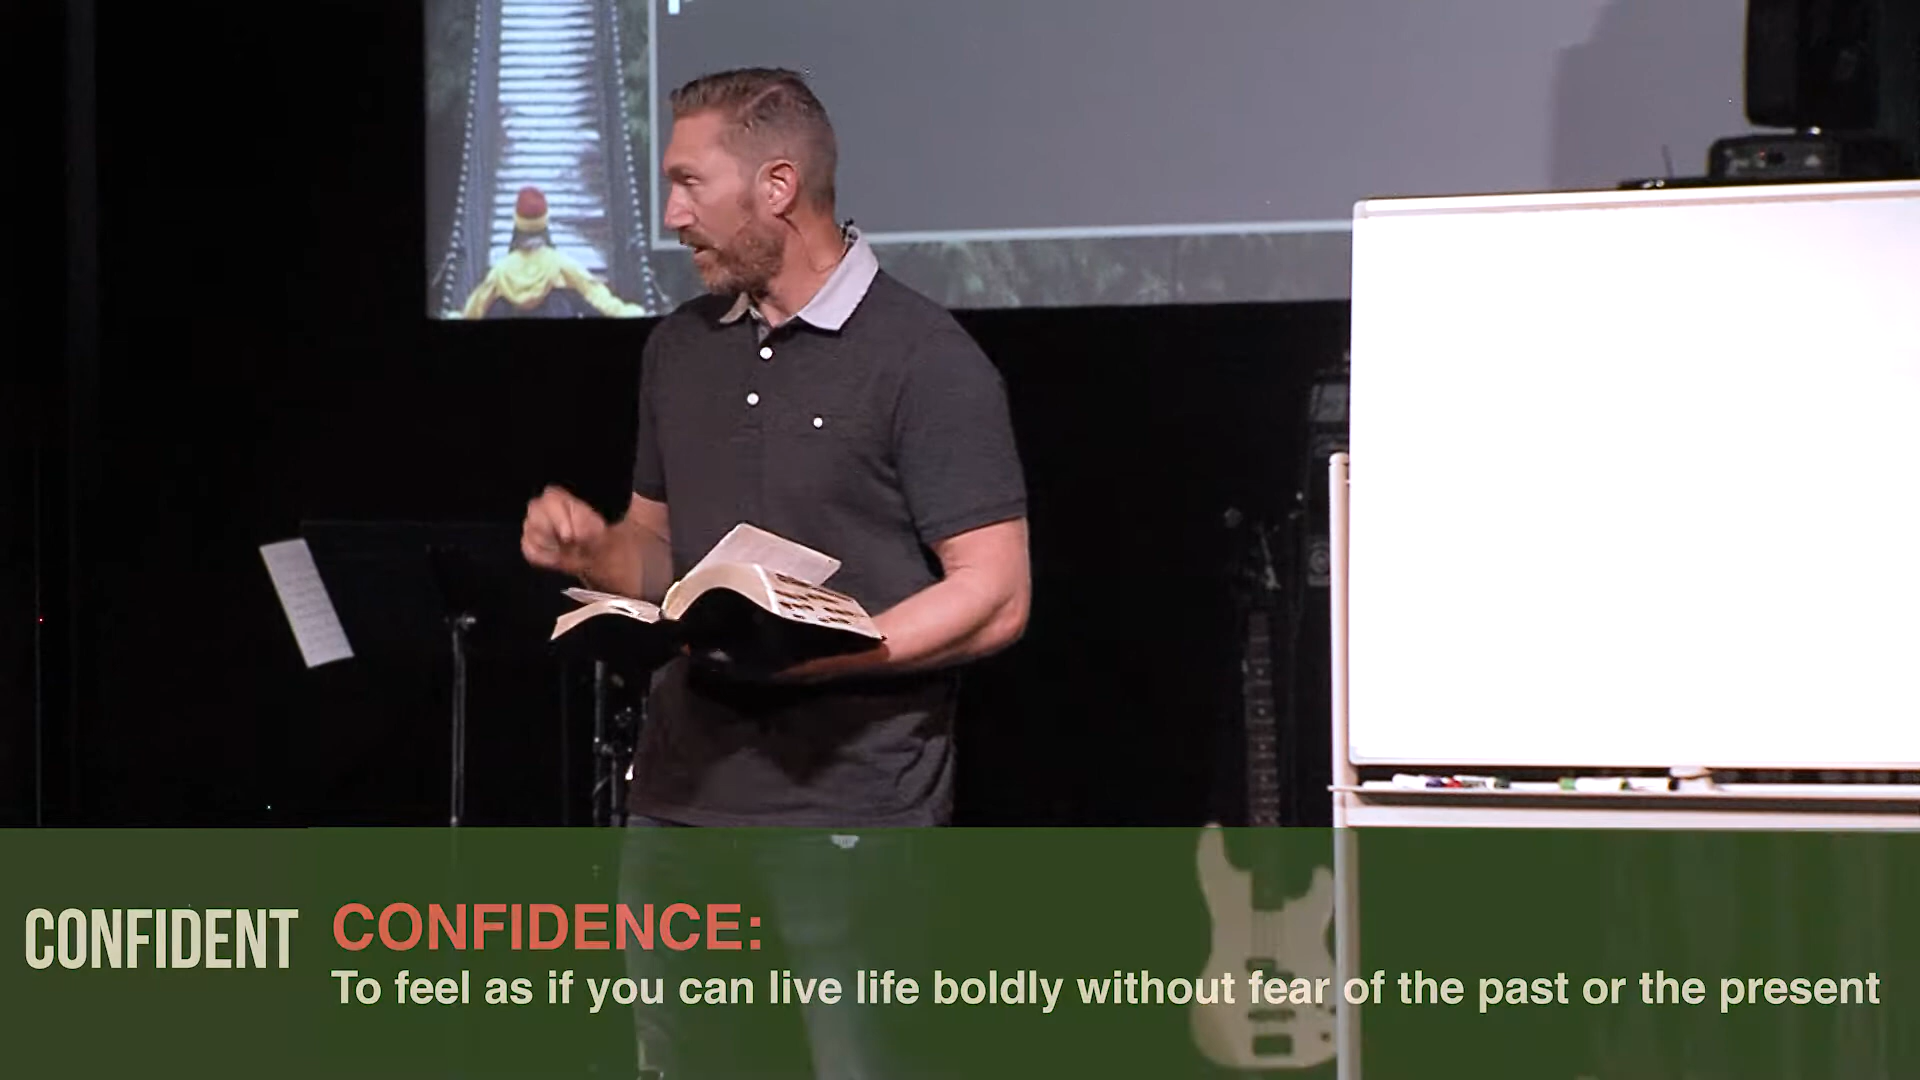 CONFIDENT
CONFIDENCE:
To feel as if you can live life boldly without fear of the past or the present